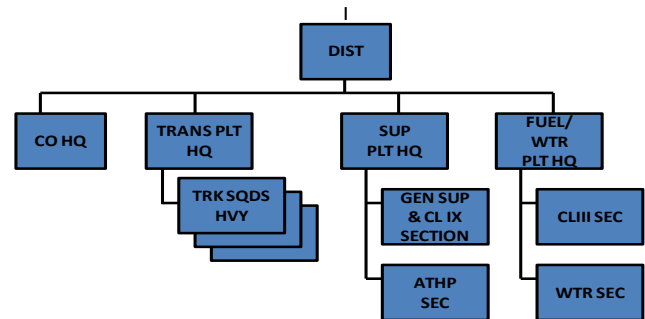 DIST
CO HQ
TRANS PLT
HQ
SUP
PLT HQ
FUEL/
WTR
PLT HQ
TRK SQDS
HVY
GEN SUP
& CL IX
SECTION
CLIII SEC
ATHP
SEC
WTR SEC